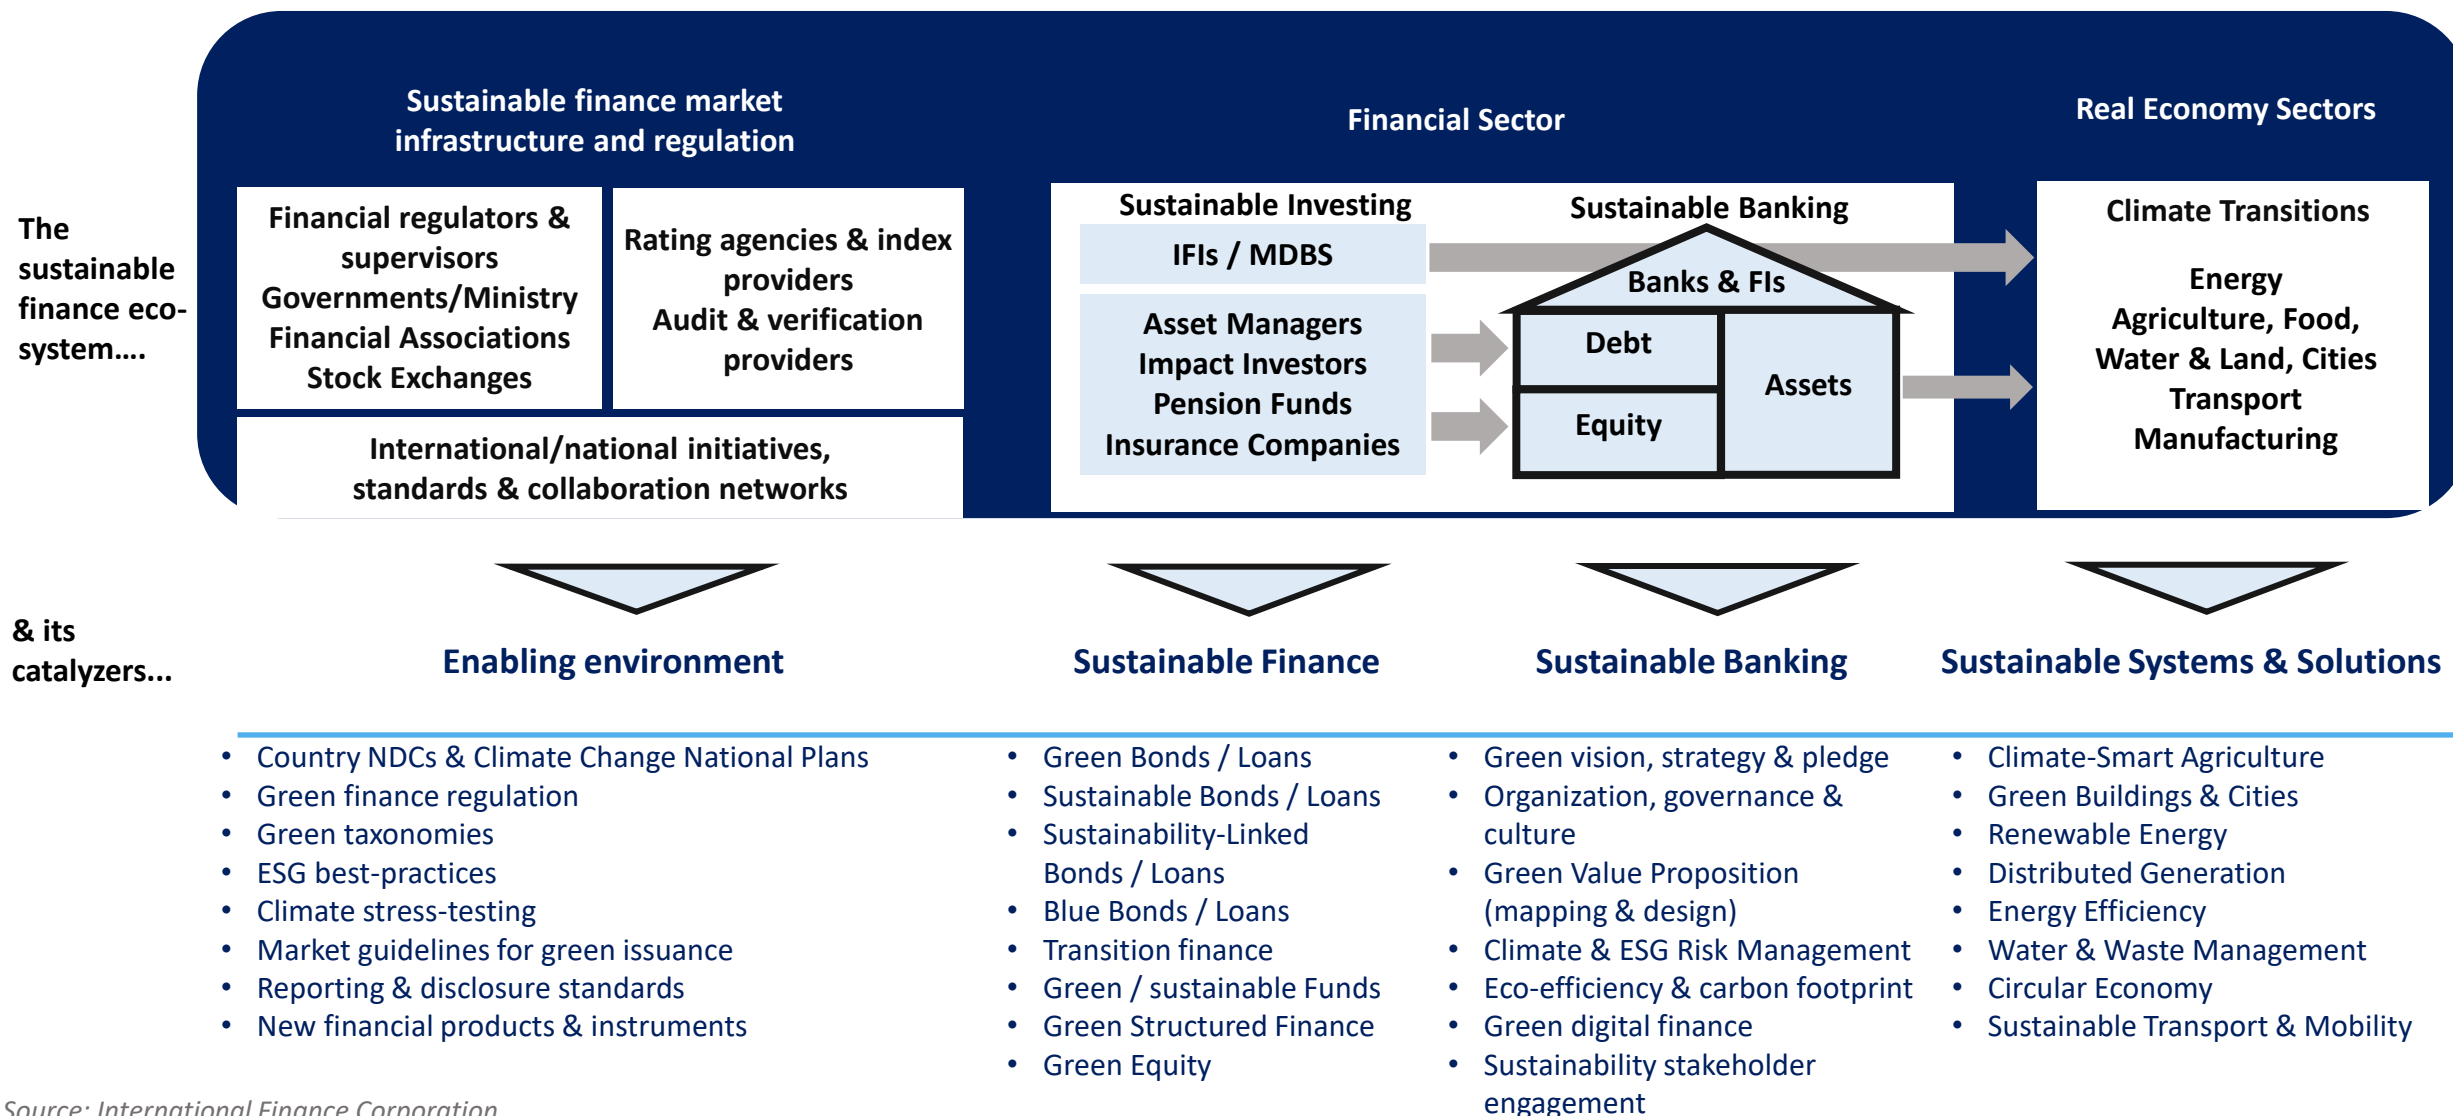 Sustainable finance market
infrastructure and regulation
Financial Sector
Real Economy Sectors
The
sustainable
finance eco-
system....
Financial regulators &
supervisors
Governments/Ministry
Financial Associations
Stock Exchanges
Rating agencies & index
providers
Audit & verification
providers
International/national initiatives,
standards & collaboration networks
Sustainable Investing
IFIs / MDBS
Asset Managers
Impact Investors
Pension Funds
Insurance Companies
Sustainable Banking
Banks & FIs
Debt
Equity
Assets
Climate Transitions
Energy
Agriculture, Food,
Water & Land, Cities
Transport
Manufacturing
& its
catalyzers...
Enabling environment
Sustainable Finance
Sustainable Banking
Sustainable Systems & Solutions
• Country NDCs & Climate Change National Plans
• Green finance regulation
• Green taxonomies
• ESG best-practices
• Climate stress-testing
• Market guidelines for green issuance
• Reporting & disclosure standards
• New financial products & instruments
• Green Bonds / Loans
• Sustainable Bonds / Loans
• Sustainability-Linked
Bonds / Loans
• Blue Bonds / Loans
• Transition finance
• Green / sustainable Funds
• Green Structured Finance
• Green Equity
• Green vision, strategy & pledge
• Organization, governance &
culture
• Green Value Proposition
(mapping & design)
• Climate & ESG Risk Management
• Eco-efficiency & carbon footprint
• Green digital finance
• Sustainability stakeholder
engagement
• Climate-Smart Agriculture
• Green Buildings & Cities
• Renewable Energy
• Distributed Generation
• Energy Efficiency
• Water & Waste Management
• Circular Economy
• Sustainable Transport & Mobility
Source: International Finance Corporation